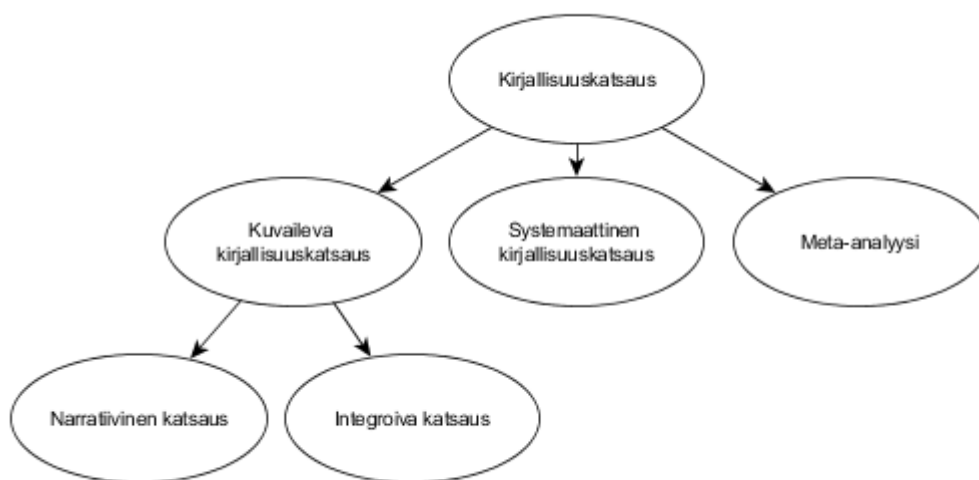 Kirjallisuuskatsaus
Kuvaileva
kirjallisuuskatsaus
Systemaattinen
kirjallisuuskatsaus
Meta-analyysi
Narratiivinen katsaus
Integroiva katsaus